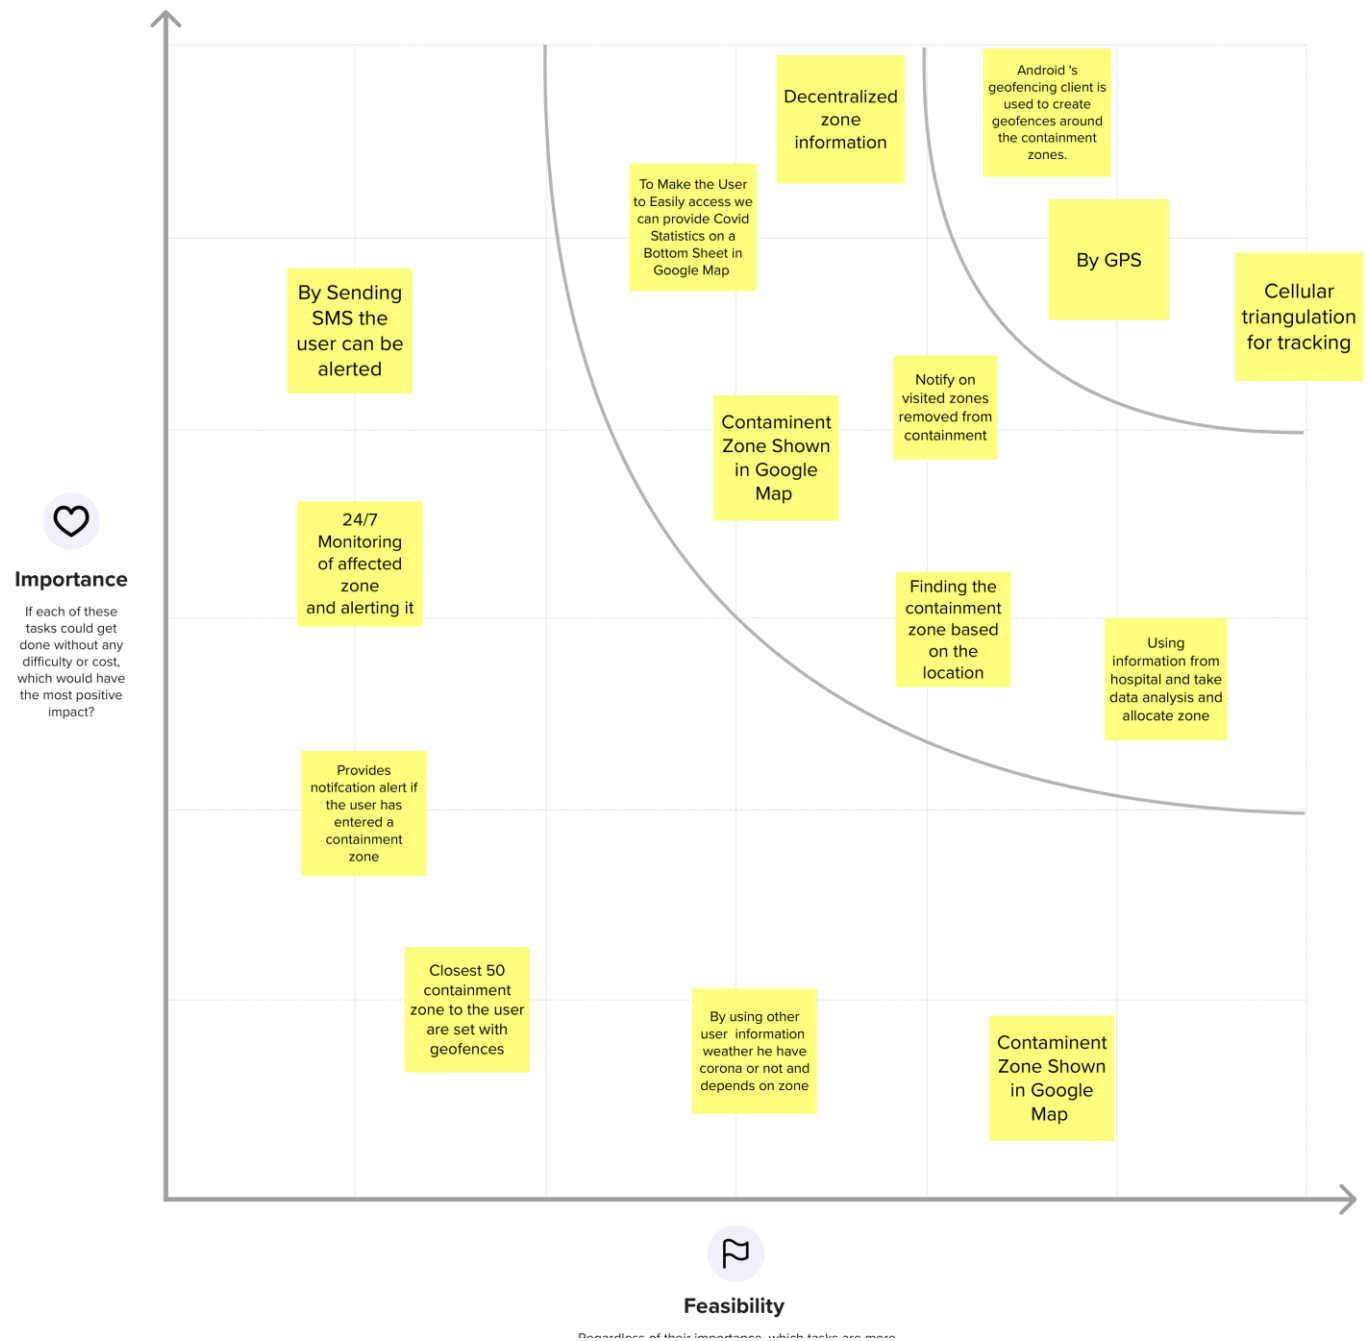 Android 's
geofencing client is
used to create
geofences around
the containment
zones.
Decentralized
zone
information
To Make the User
to Easily access we
can provide Covid
Statistics on a
Bottom Sheet in
Google Map
By GPS
Cellular
triangulation
for tracking
By Sending
SMS the
user can be
alerted
Notify on
visited zones
removed from
containment
Contaminent
Zone Shown
in Google
Map
24/7
Monitoring
of affected
zone
and alerting it
Importance
If each of these
tasks could get
done without any
difficulty or cost,
which would have
the most positive
impact?
Finding the
containment
zone based
on the
location
Using
information from
hospital and take
data analysis and
allocate zone
Provides
notifcation alert if
the user has
entered a
containment
zone
Closest 50
containment
zone to the user
are set with
geofences
By using other
user information
weather he have
corona or not and
depends on zone
Contaminent
Zone Shown
in Google
Map
Feasibility
Regardless of their importance, which tasks are more